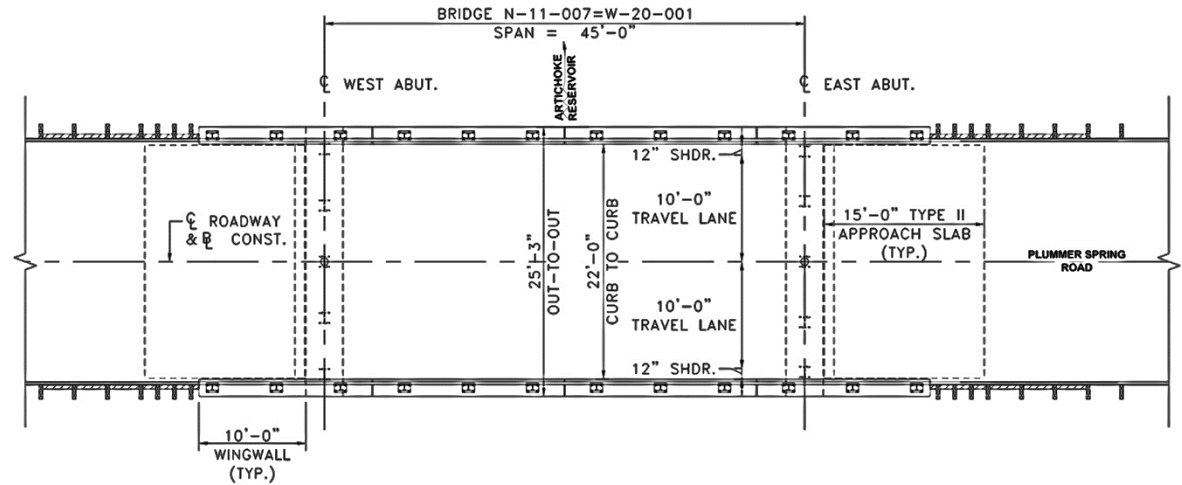 BRIDGE N-11-007=W-20-001
SPAN = 45'-0"
℄ WEST ABUT.
ARTICHOKE
RESERVOIR
℄ EAST ABUT.
12" SHDR.
10'-0"
TRAVEL LANE
15'-0" TYPE II
APPROACH SLAB
(TYP.)
℄ ROADWAY
& ⅊ CONST.
25'-3"
OUT-TO-OUT
22'-0"
CURB TO CURB
PLUMMER SPRING
ROAD
10'-0"
TRAVEL LANE
12" SHDR.
10'-0"
WINGWALL
(TYP.)